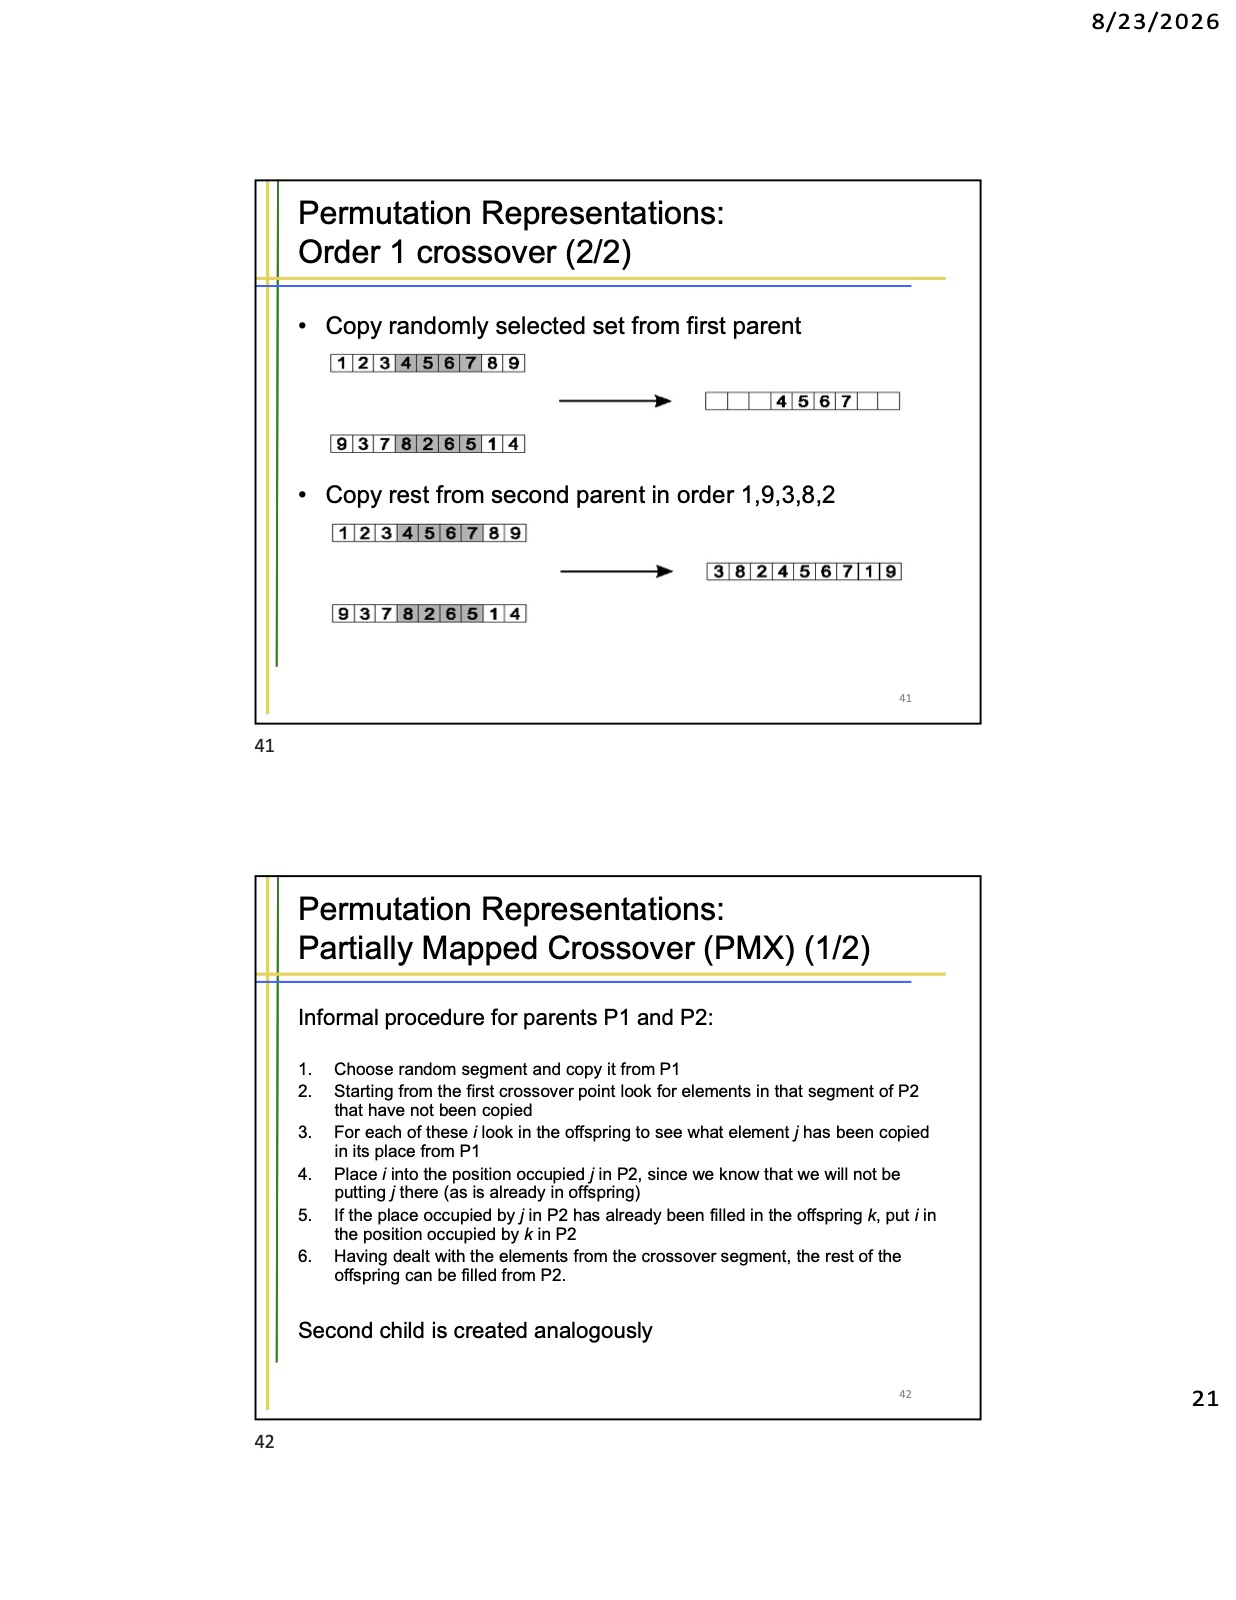 8/23/2026
Permutation Representations:
Order 1 crossover (2/2)
• Copy randomly selected set from first parent
1 2 3 4 5 6 7 8 9
4 5 6 7
9 3 7 8 2 6 5 1 4
• Copy rest from second parent in order 1,9,3,8,2
1 2 3 4 5 6 7 8 9
3 8 2 4 5 6 7 1 9
9 3 7 8 2 6 5 1 4
41
41
Permutation Representations:
Partially Mapped Crossover (PMX) (1/2)
Informal procedure for parents P1 and P2:
1. Choose random segment and copy it from P1
2. Starting from the first crossover point look for elements in that segment of P2
that have not been copied
3. For each of these i look in the offspring to see what element j has been copied
in its place from P1
4. Place i into the position occupied j in P2, since we know that we will not be
putting j there (as is already in offspring)
5. If the place occupied by j in P2 has already been filled in the offspring k, put i in
the position occupied by k in P2
6. Having dealt with the elements from the crossover segment, the rest of the
offspring can be filled from P2.
Second child is created analogously
42
42
21